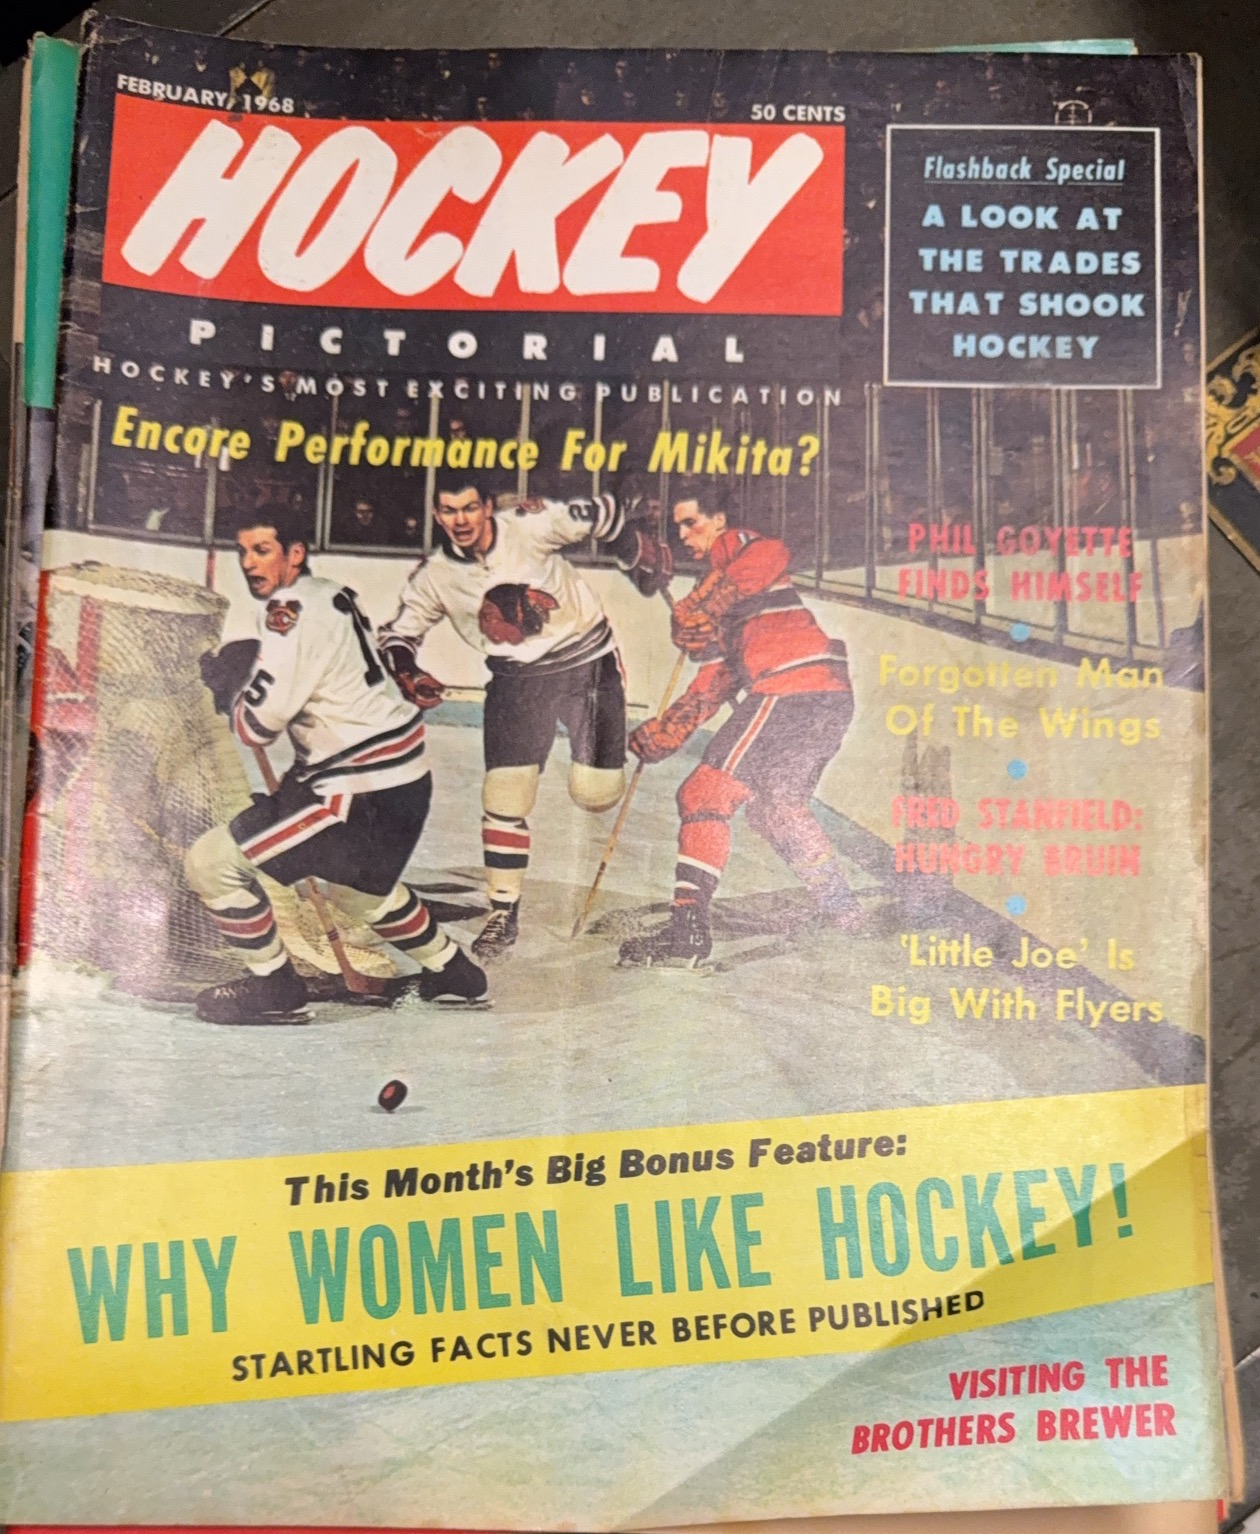 FEBRUARY, 1968
50 CENTS
HOCKEY
PICTORIAL
HOCKEY'S MOST EXCITING PUBLICATION
Flashback Special
A LOOK AT
THE TRADES
THAT SHOOK
HOCKEY
Encore Performance For Mikita?
PHIL GOYETTE
FINDS HIMSELF
Forgotten Man
Of The Wings
FRED STANFIELD:
HUNGRY BRUIN
'Little Joe' Is
Big With Flyers
This Month's Big Bonus Feature:
WHY WOMEN LIKE HOCKEY!
STARTLING FACTS NEVER BEFORE PUBLISHED
VISITING THE
BROTHERS BREWER